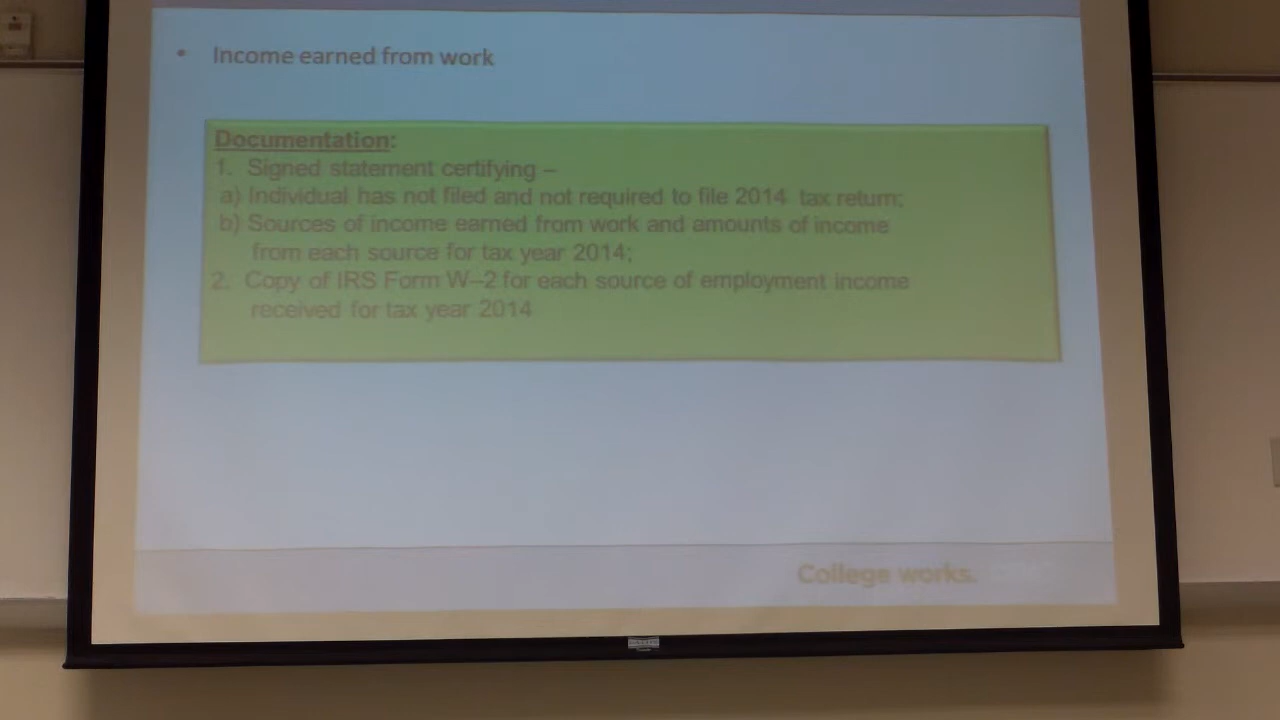 • Income earned from work
Documentation:
1. Signed statement certifying –
a) Individual has not filed and not required to file 2014 tax return;
b) Sources of income earned from work and amounts of income
from each source for tax year 2014;
2. Copy of IRS Form W–2 for each source of employment income
received for tax year 2014
College works.